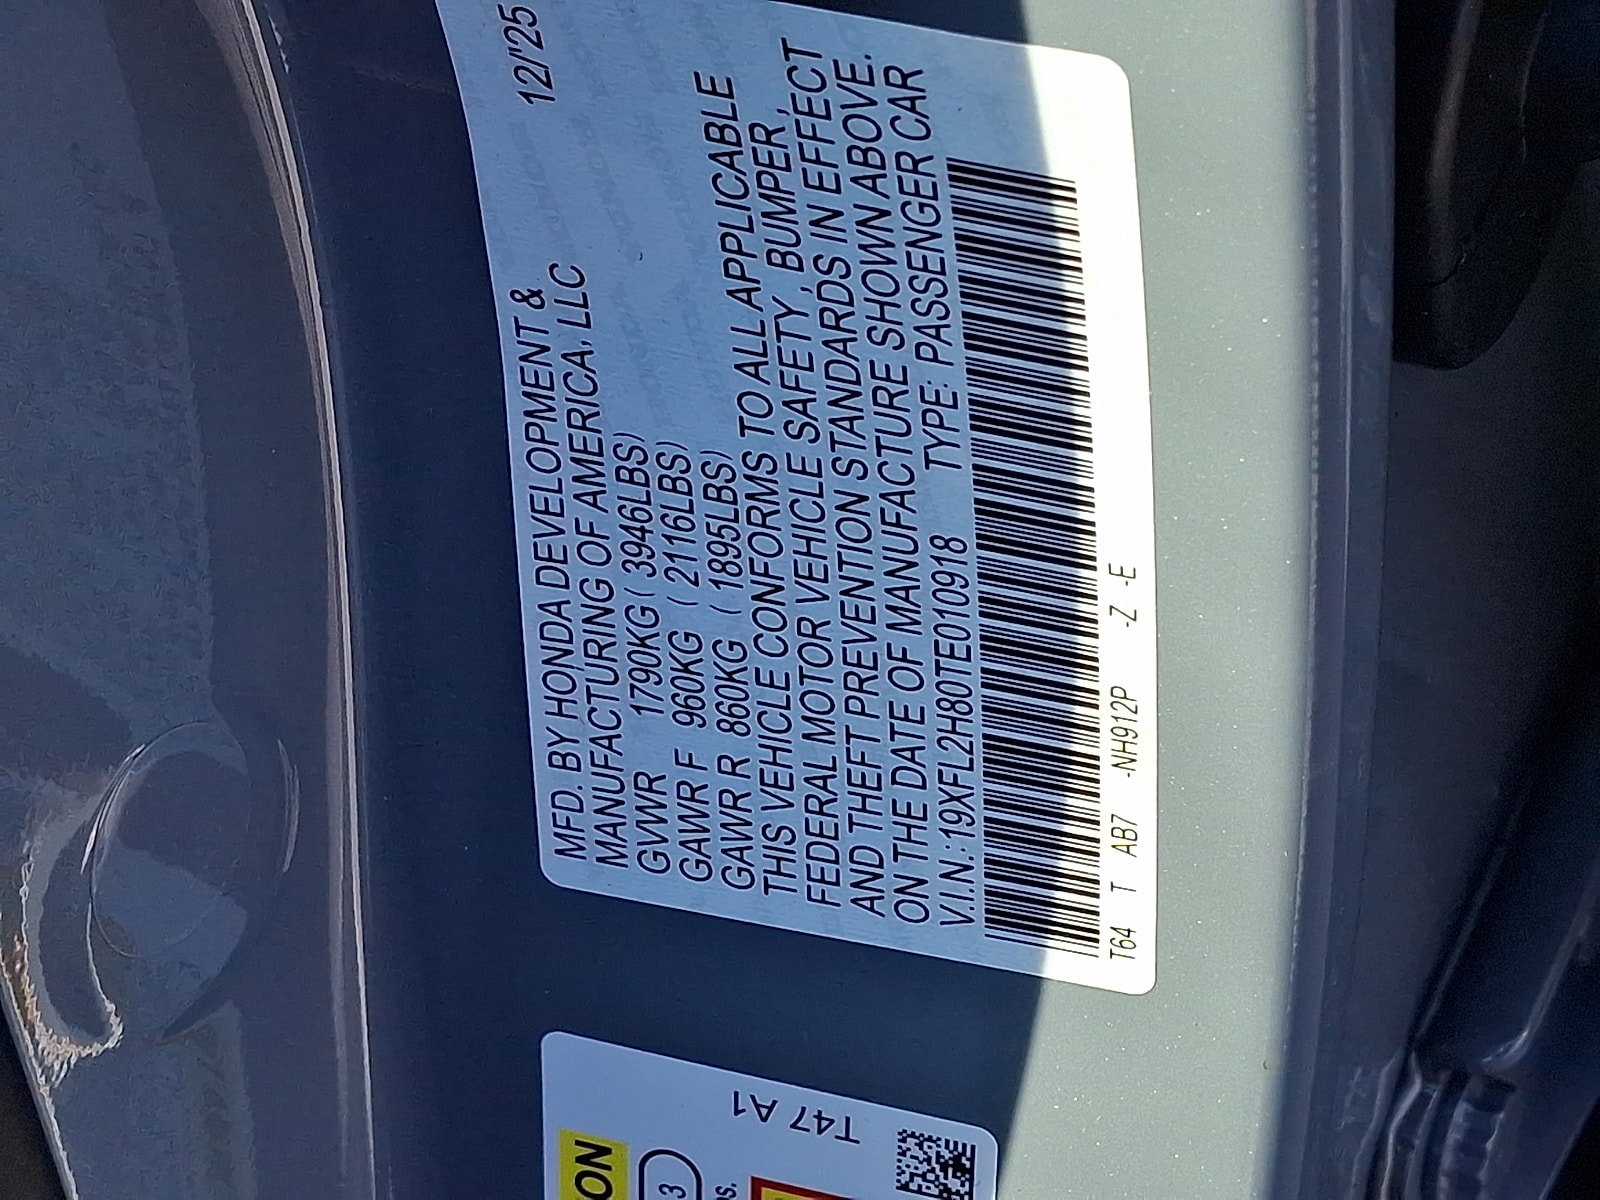 12/'25
MFD. BY HONDA DEVELOPMENT &
MANUFACTURING OF AMERICA, LLC
GVWR 1790KG ( 3946LBS)
GAWR F 960KG ( 2116LBS)
GAWR R 860KG ( 1895LBS)
THIS VEHICLE CONFORMS TO ALL APPLICABLE
FEDERAL MOTOR VEHICLE SAFETY , BUMPER ,
AND THEFT PREVENTION STANDARDS IN EFFECT
ON THE DATE OF MANUFACTURE SHOWN ABOVE.
V.I.N.:19XFL2H80TE010918 TYPE: PASSENGER CAR
T64 T AB7 -NH912P -Z -E
T47 A1
ON
3
s.